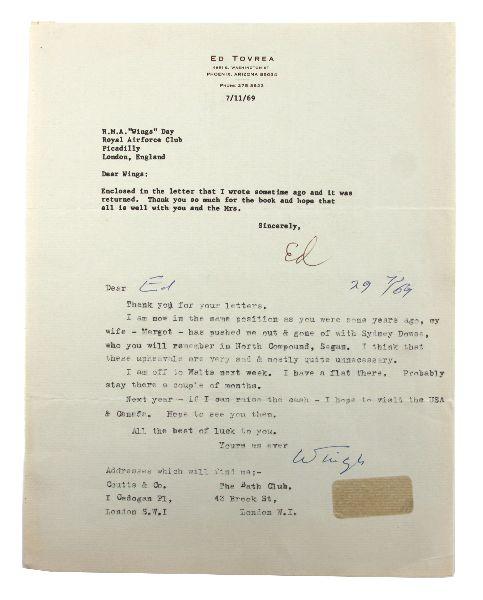 ED TOVREA
PHOENIX, ARIZONA 85034
7/11/69
H.M.A."Wings" Day
Royal Airforce Club
Picadilly
London, England
Dear Wings:
Enclosed in the letter that I wrote sometime ago and it was
returned. Thank you so much for the book and hope that
all is well with you and the Mrs.
Sincerely,
Ed
Dear Ed 29 7/69
Thank you for your letters.
I am now in the same position as you were some years ago, my
wife - Margot - has pushed me out & gone of with Sydney Dowse,
who you will remember in North Compound, Sagan. I think that
these upheavals are very sad & mostly quite unnecessary.
I am off to Malta next week. I have a flat there. Probably
stay there a couple of months.
Next year - if I can raise the cash - I hope to visit the USA
& Canada. Hope to see you then.
All the best of luck to you.
Yours as ever
Wings
Addresses which will find me;-
Coutts & Co. The Bath Club.
I Cadogan Pl, 42 Brook St,
London S.W.I London W.I.